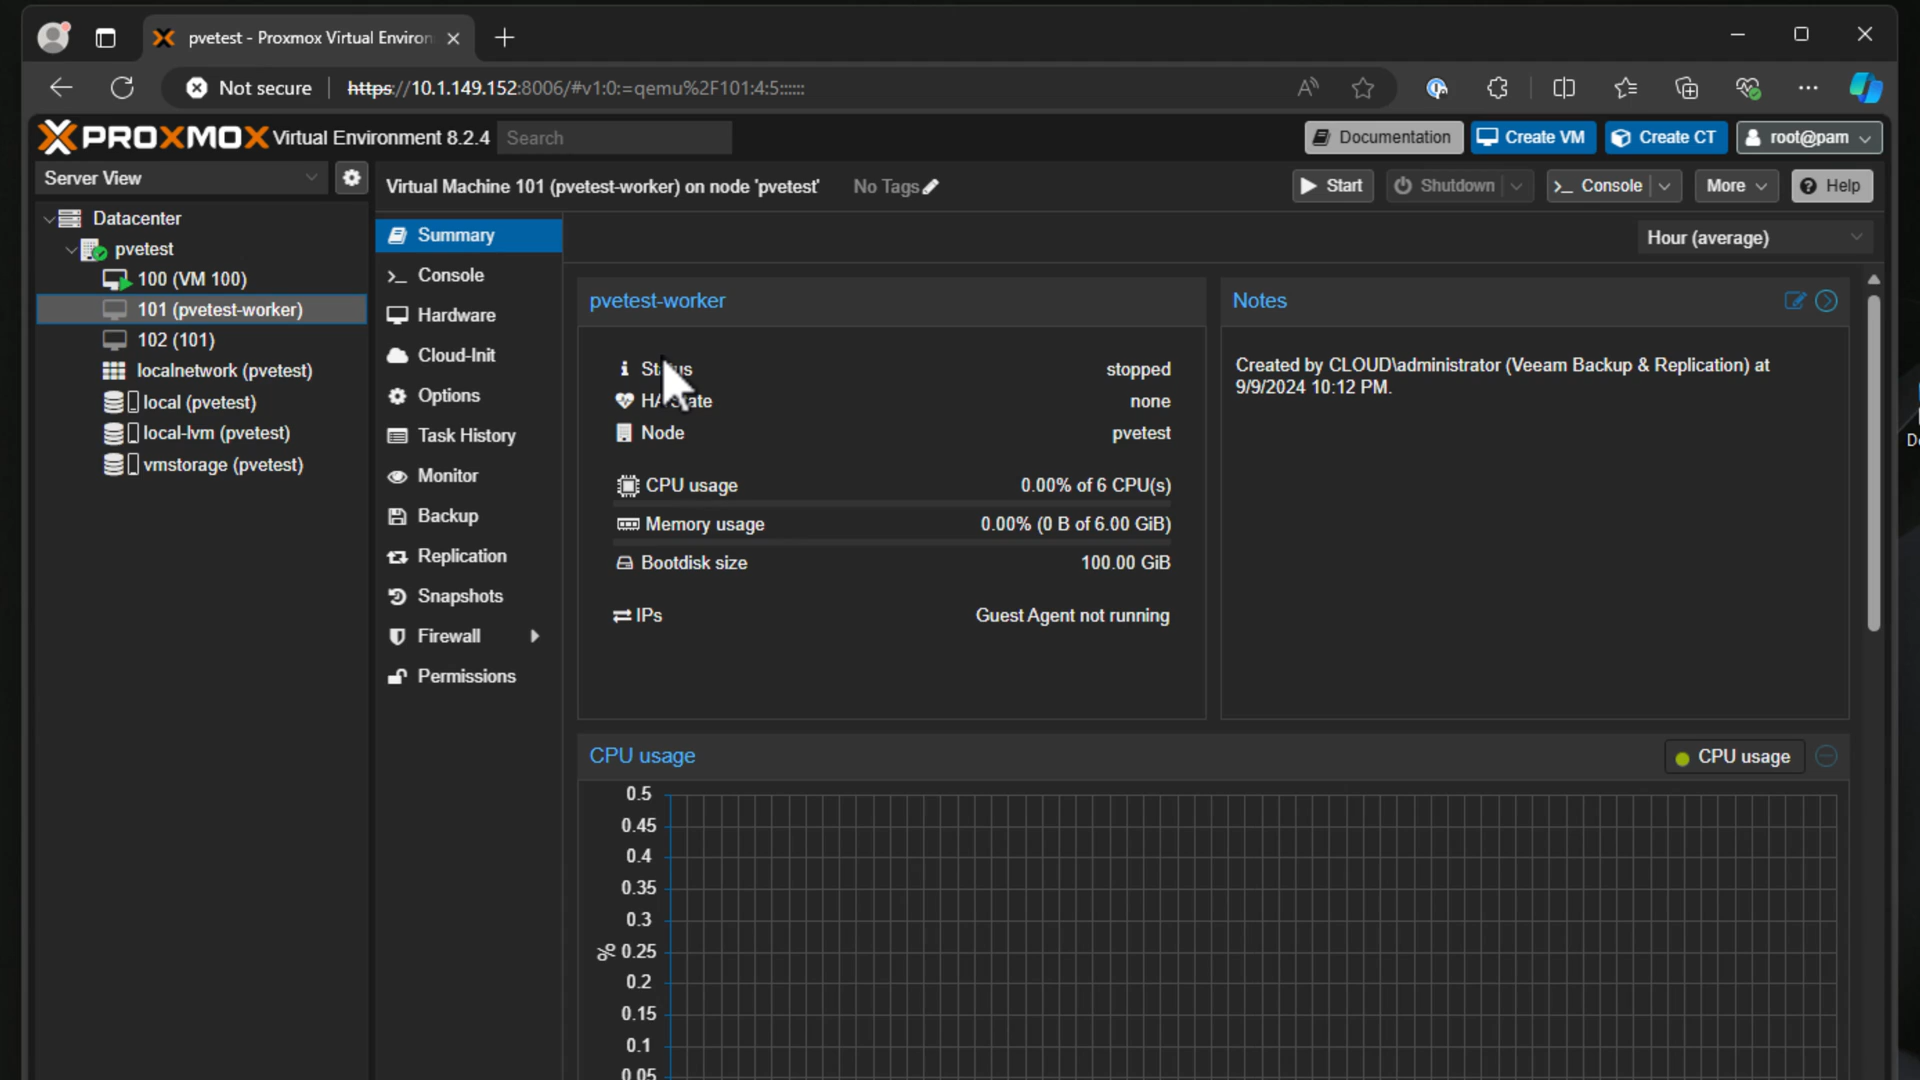 pvetest - Proxmox Virtual Environ
Not secure
https://10.1.149.152:8006/#v1:0:=qemu%2F101:4:5::::::
PROXMOX Virtual Environment 8.2.4
Search
Documentation
Create VM
Create CT
root@pam
Server View
Virtual Machine 101 (pvetest-worker) on node 'pvetest'
No Tags
Start
Shutdown
Console
More
Help
Datacenter
pvetest
100 (VM 100)
101 (pvetest-worker)
102 (101)
localnetwork (pvetest)
local (pvetest)
local-lvm (pvetest)
vmstorage (pvetest)
Summary
Console
Hardware
Cloud-Init
Options
Task History
Monitor
Backup
Replication
Snapshots
Firewall
Permissions
Hour (average)
pvetest-worker
Status stopped
HA State none
Node pvetest
CPU usage 0.00% of 6 CPU(s)
Memory usage 0.00% (0 B of 6.00 GiB)
Bootdisk size 100.00 GiB
IPs Guest Agent not running
Notes
Created by CLOUD\administrator (Veeam Backup & Replication) at
9/9/2024 10:12 PM.
CPU usage
CPU usage
0.5
0.45
0.4
0.35
0.3
% 0.25
0.2
0.15
0.1
0.05